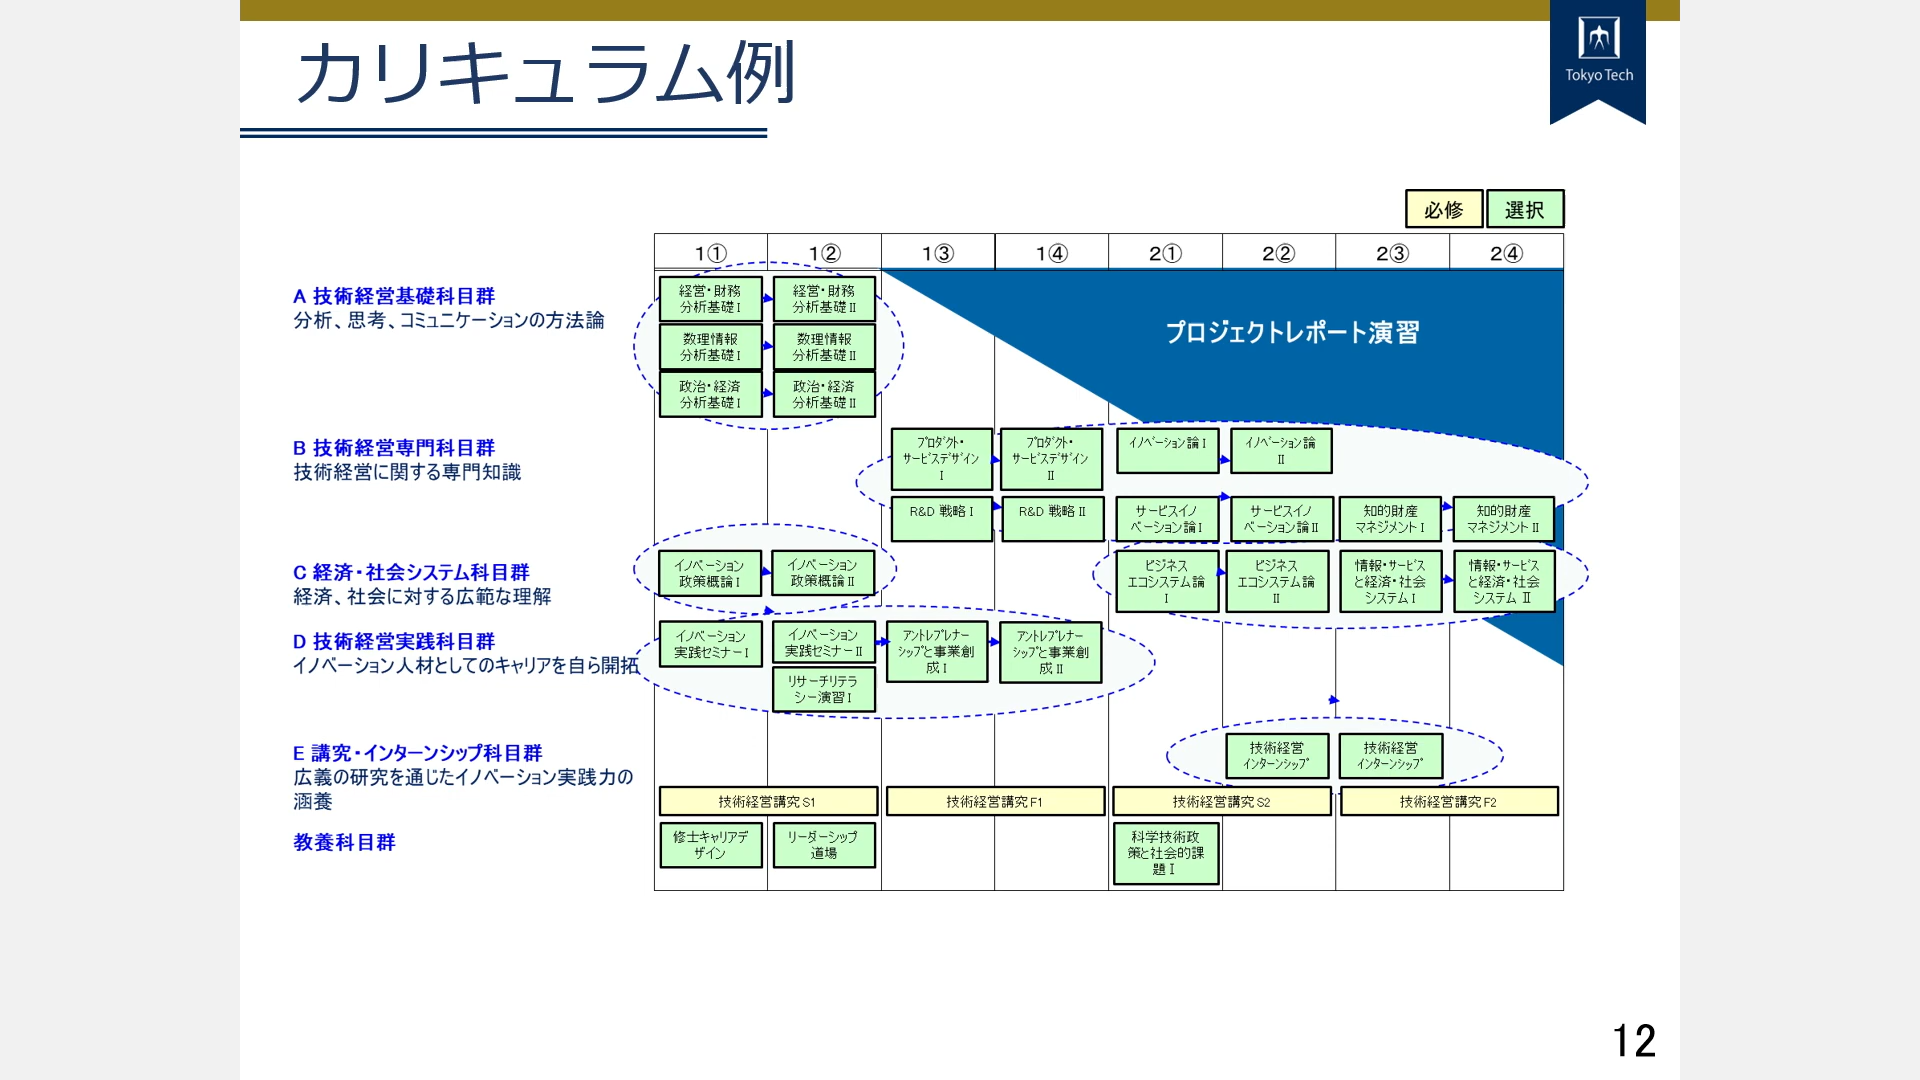 カリキュラム例
Tokyo Tech
必修
選択
1①
1②
1③
1④
2①
2②
2③
2④
プロジェクトレポート演習
A 技術経営基礎科目群
分析、思考、コミュニケーションの方法論
経営・財務
分析基礎Ⅰ
経営・財務
分析基礎Ⅱ
数理情報
分析基礎Ⅰ
数理情報
分析基礎Ⅱ
政治・経済
分析基礎Ⅰ
政治・経済
分析基礎Ⅱ
B 技術経営専門科目群
技術経営に関する専門知識
プロダクト・
サービスデザイン
Ⅰ
プロダクト・
サービスデザイン
Ⅱ
イノベーション論Ⅰ
イノベーション論
Ⅱ
R&D 戦略Ⅰ
R&D 戦略Ⅱ
サービスイノ
ベーション論Ⅰ
サービスイノ
ベーション論Ⅱ
知的財産
マネジメントⅠ
知的財産
マネジメントⅡ
C 経済・社会システム科目群
経済、社会に対する広範な理解
イノベーション
政策概論Ⅰ
イノベーション
政策概論Ⅱ
ビジネス
エコシステム論
Ⅰ
ビジネス
エコシステム論
Ⅱ
情報・サービス
と経済・社会
システムⅠ
情報・サービス
と経済・社会
システム Ⅱ
D 技術経営実践科目群
イノベーション人材としてのキャリアを自ら開拓
イノベーション
実践セミナーⅠ
イノベーション
実践セミナーⅡ
リサーチリテラ
シー演習Ⅰ
アントレプレナー
シップと事業創
成Ⅰ
アントレプレナー
シップと事業創
成Ⅱ
E 講究・インターンシップ科目群
広義の研究を通じたイノベーション実践力の
涵養
技術経営
インターンシップ
技術経営
インターンシップ
技術経営講究S1
技術経営講究F1
技術経営講究S2
技術経営講究F2
教養科目群
修士キャリアデ
ザイン
リーダーシップ
道場
科学技術政
策と社会的課
題Ⅰ
12